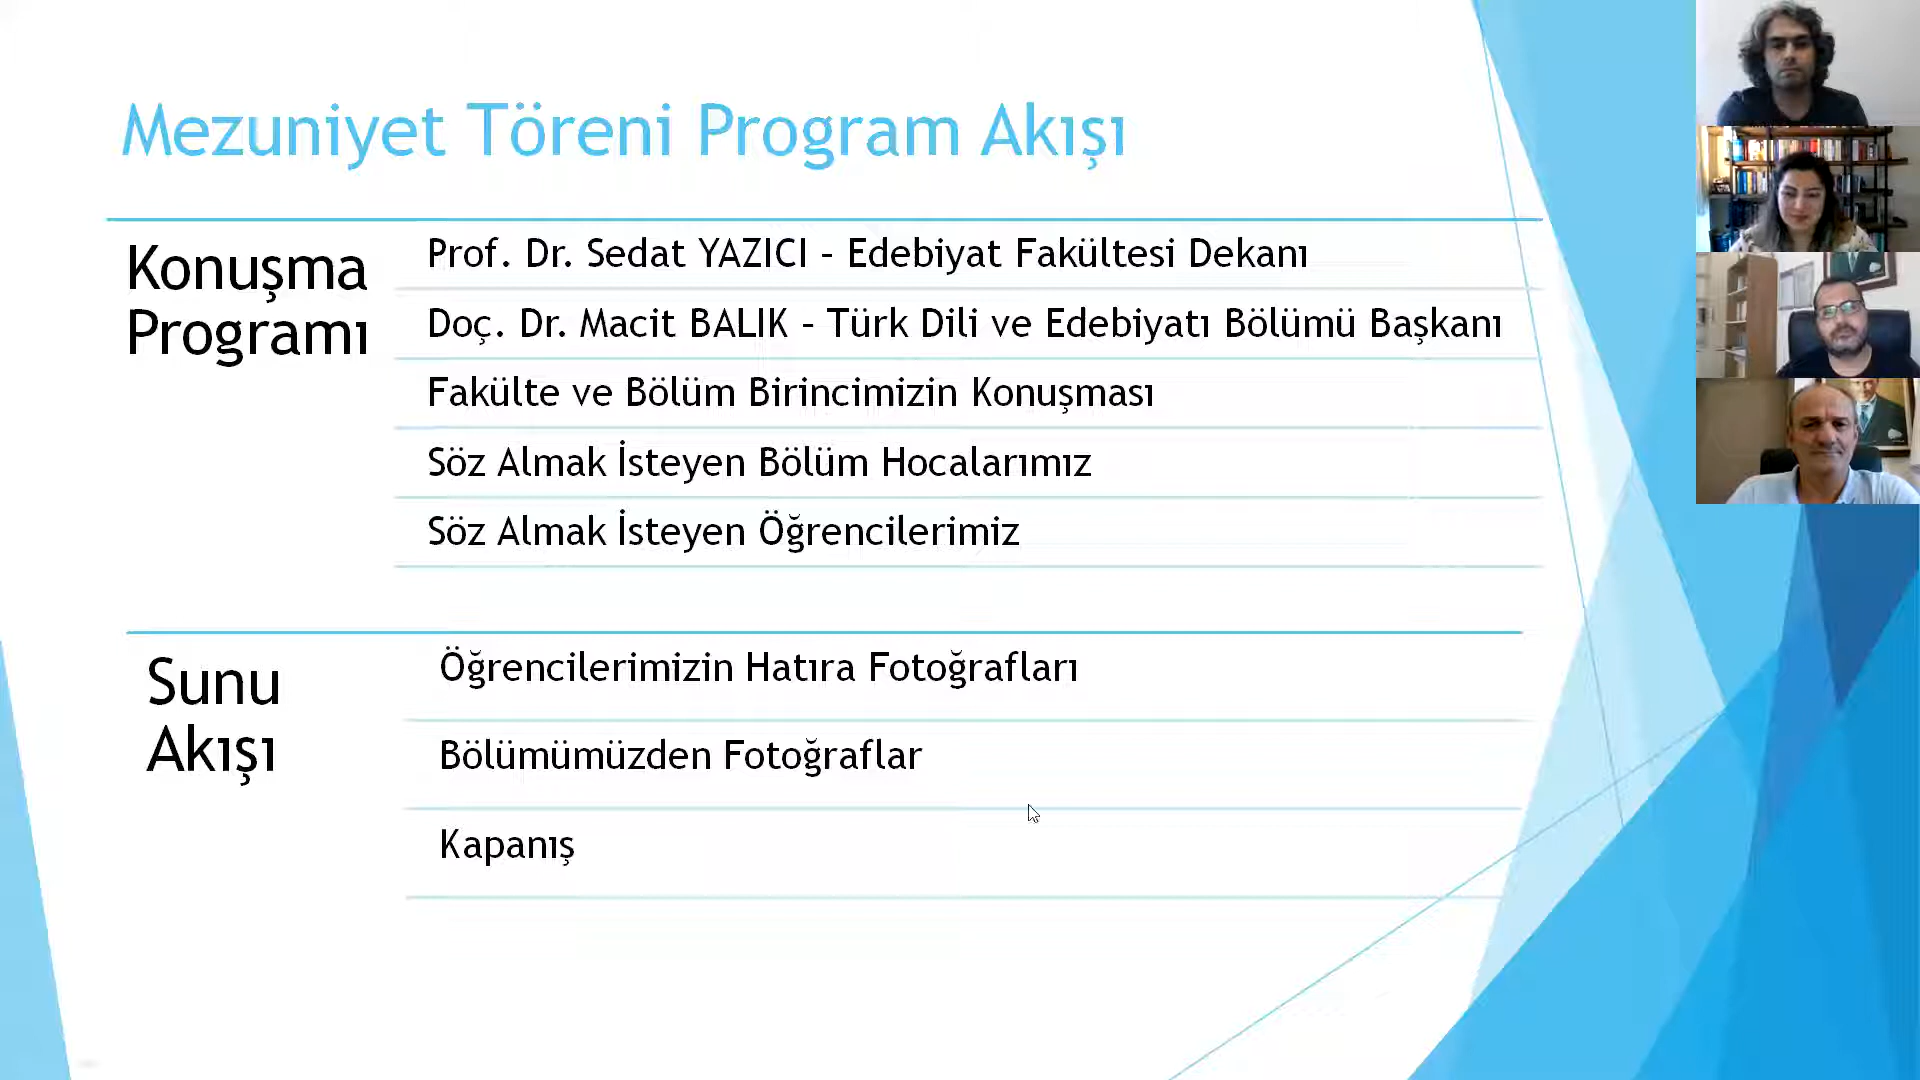 Mezuniyet Töreni Program Akışı
Konuşma
Programı
Prof. Dr. Sedat YAZICI – Edebiyat Fakültesi Dekanı
Doç. Dr. Macit BALIK – Türk Dili ve Edebiyatı Bölümü Başkanı
Fakülte ve Bölüm Birincimizin Konuşması
Söz Almak İsteyen Bölüm Hocalarımız
Söz Almak İsteyen Öğrencilerimiz
Sunu
Akışı
Öğrencilerimizin Hatıra Fotoğrafları
Bölümümüzden Fotoğraflar
Kapanış